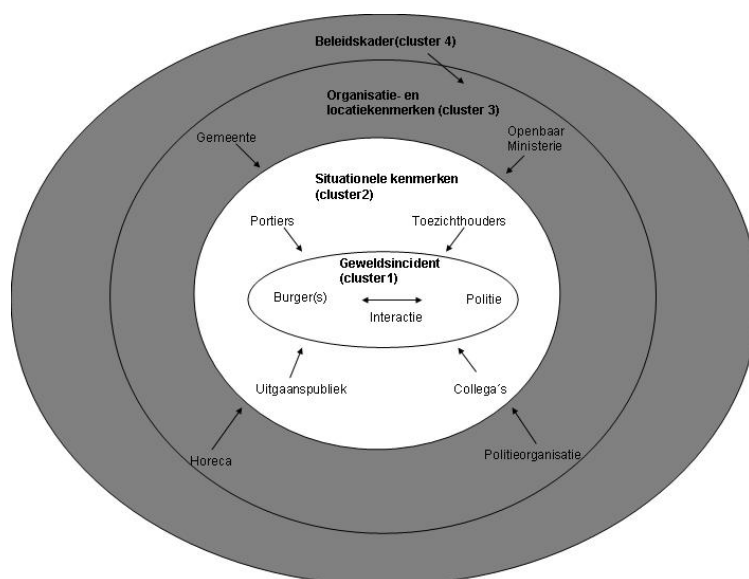 Beleidskader(cluster 4)
Organisatie- en
locatiekenmerken (cluster 3)
Gemeente
Openbaar
Ministerie
Situationele kenmerken
(cluster2)
Portiers
Toezichthouders
Geweldsincident
(cluster1)
Burger(s)
Politie
Interactie
Uitgaanspubliek
Collega´s
Horeca
Politieorganisatie